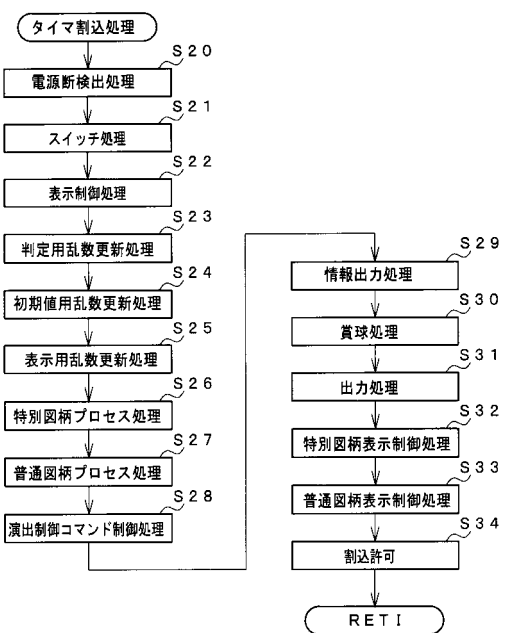 タイマ割込処理
S20
電源断検出処理
S21
スイッチ処理
S22
表示制御処理
S23
判定用乱数更新処理
S24
初期値用乱数更新処理
S25
表示用乱数更新処理
S26
特別図柄プロセス処理
S27
普通図柄プロセス処理
S28
演出制御コマンド制御処理
S29
情報出力処理
S30
賞球処理
S31
出力処理
S32
特別図柄表示制御処理
S33
普通図柄表示制御処理
S34
割込許可
RETI